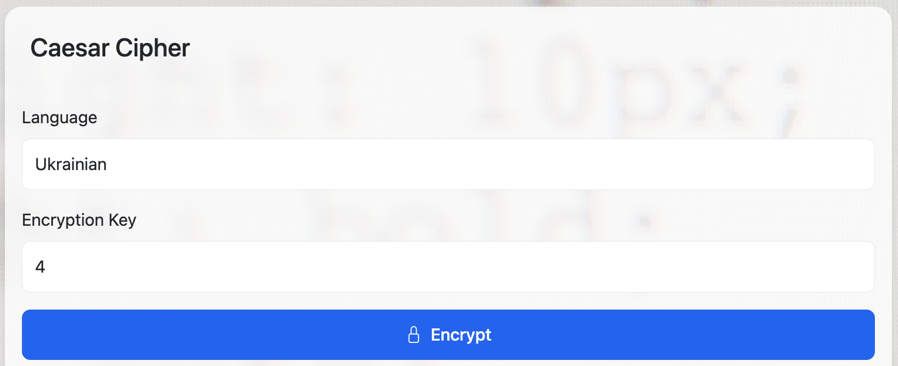 Caesar Cipher
Language
Ukrainian
Encryption Key
4
Encrypt